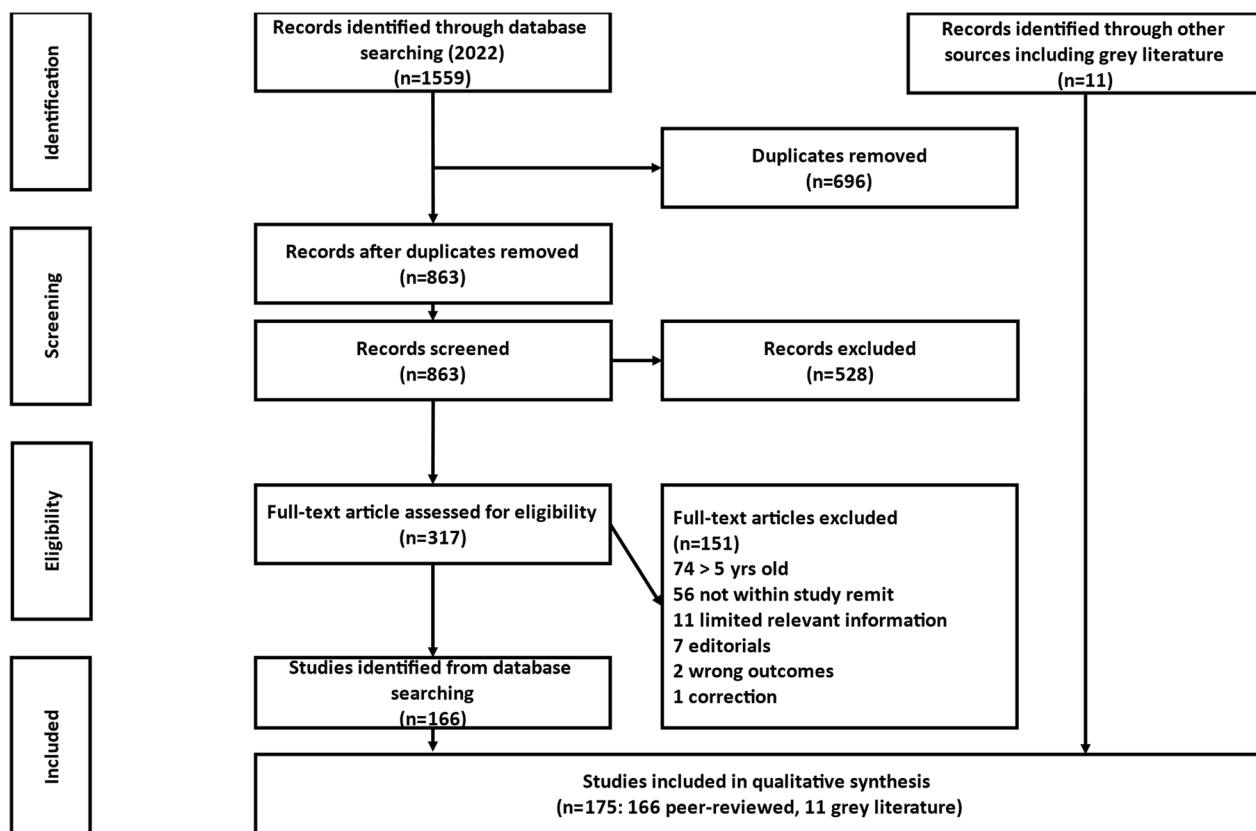 Identification
Records identified through database
searching (2022)
(n=1559)
Records identified through other
sources including grey literature
(n=11)
Duplicates removed
(n=696)
Screening
Records after duplicates removed
(n=863)
Records screened
(n=863)
Records excluded
(n=528)
Eligibility
Full-text article assessed for eligibility
(n=317)
Full-text articles excluded
(n=151)
74 > 5 yrs old
56 not within study remit
11 limited relevant information
7 editorials
2 wrong outcomes
1 correction
Included
Studies identified from database
searching
(n=166)
Studies included in qualitative synthesis
(n=175: 166 peer-reviewed, 11 grey literature)